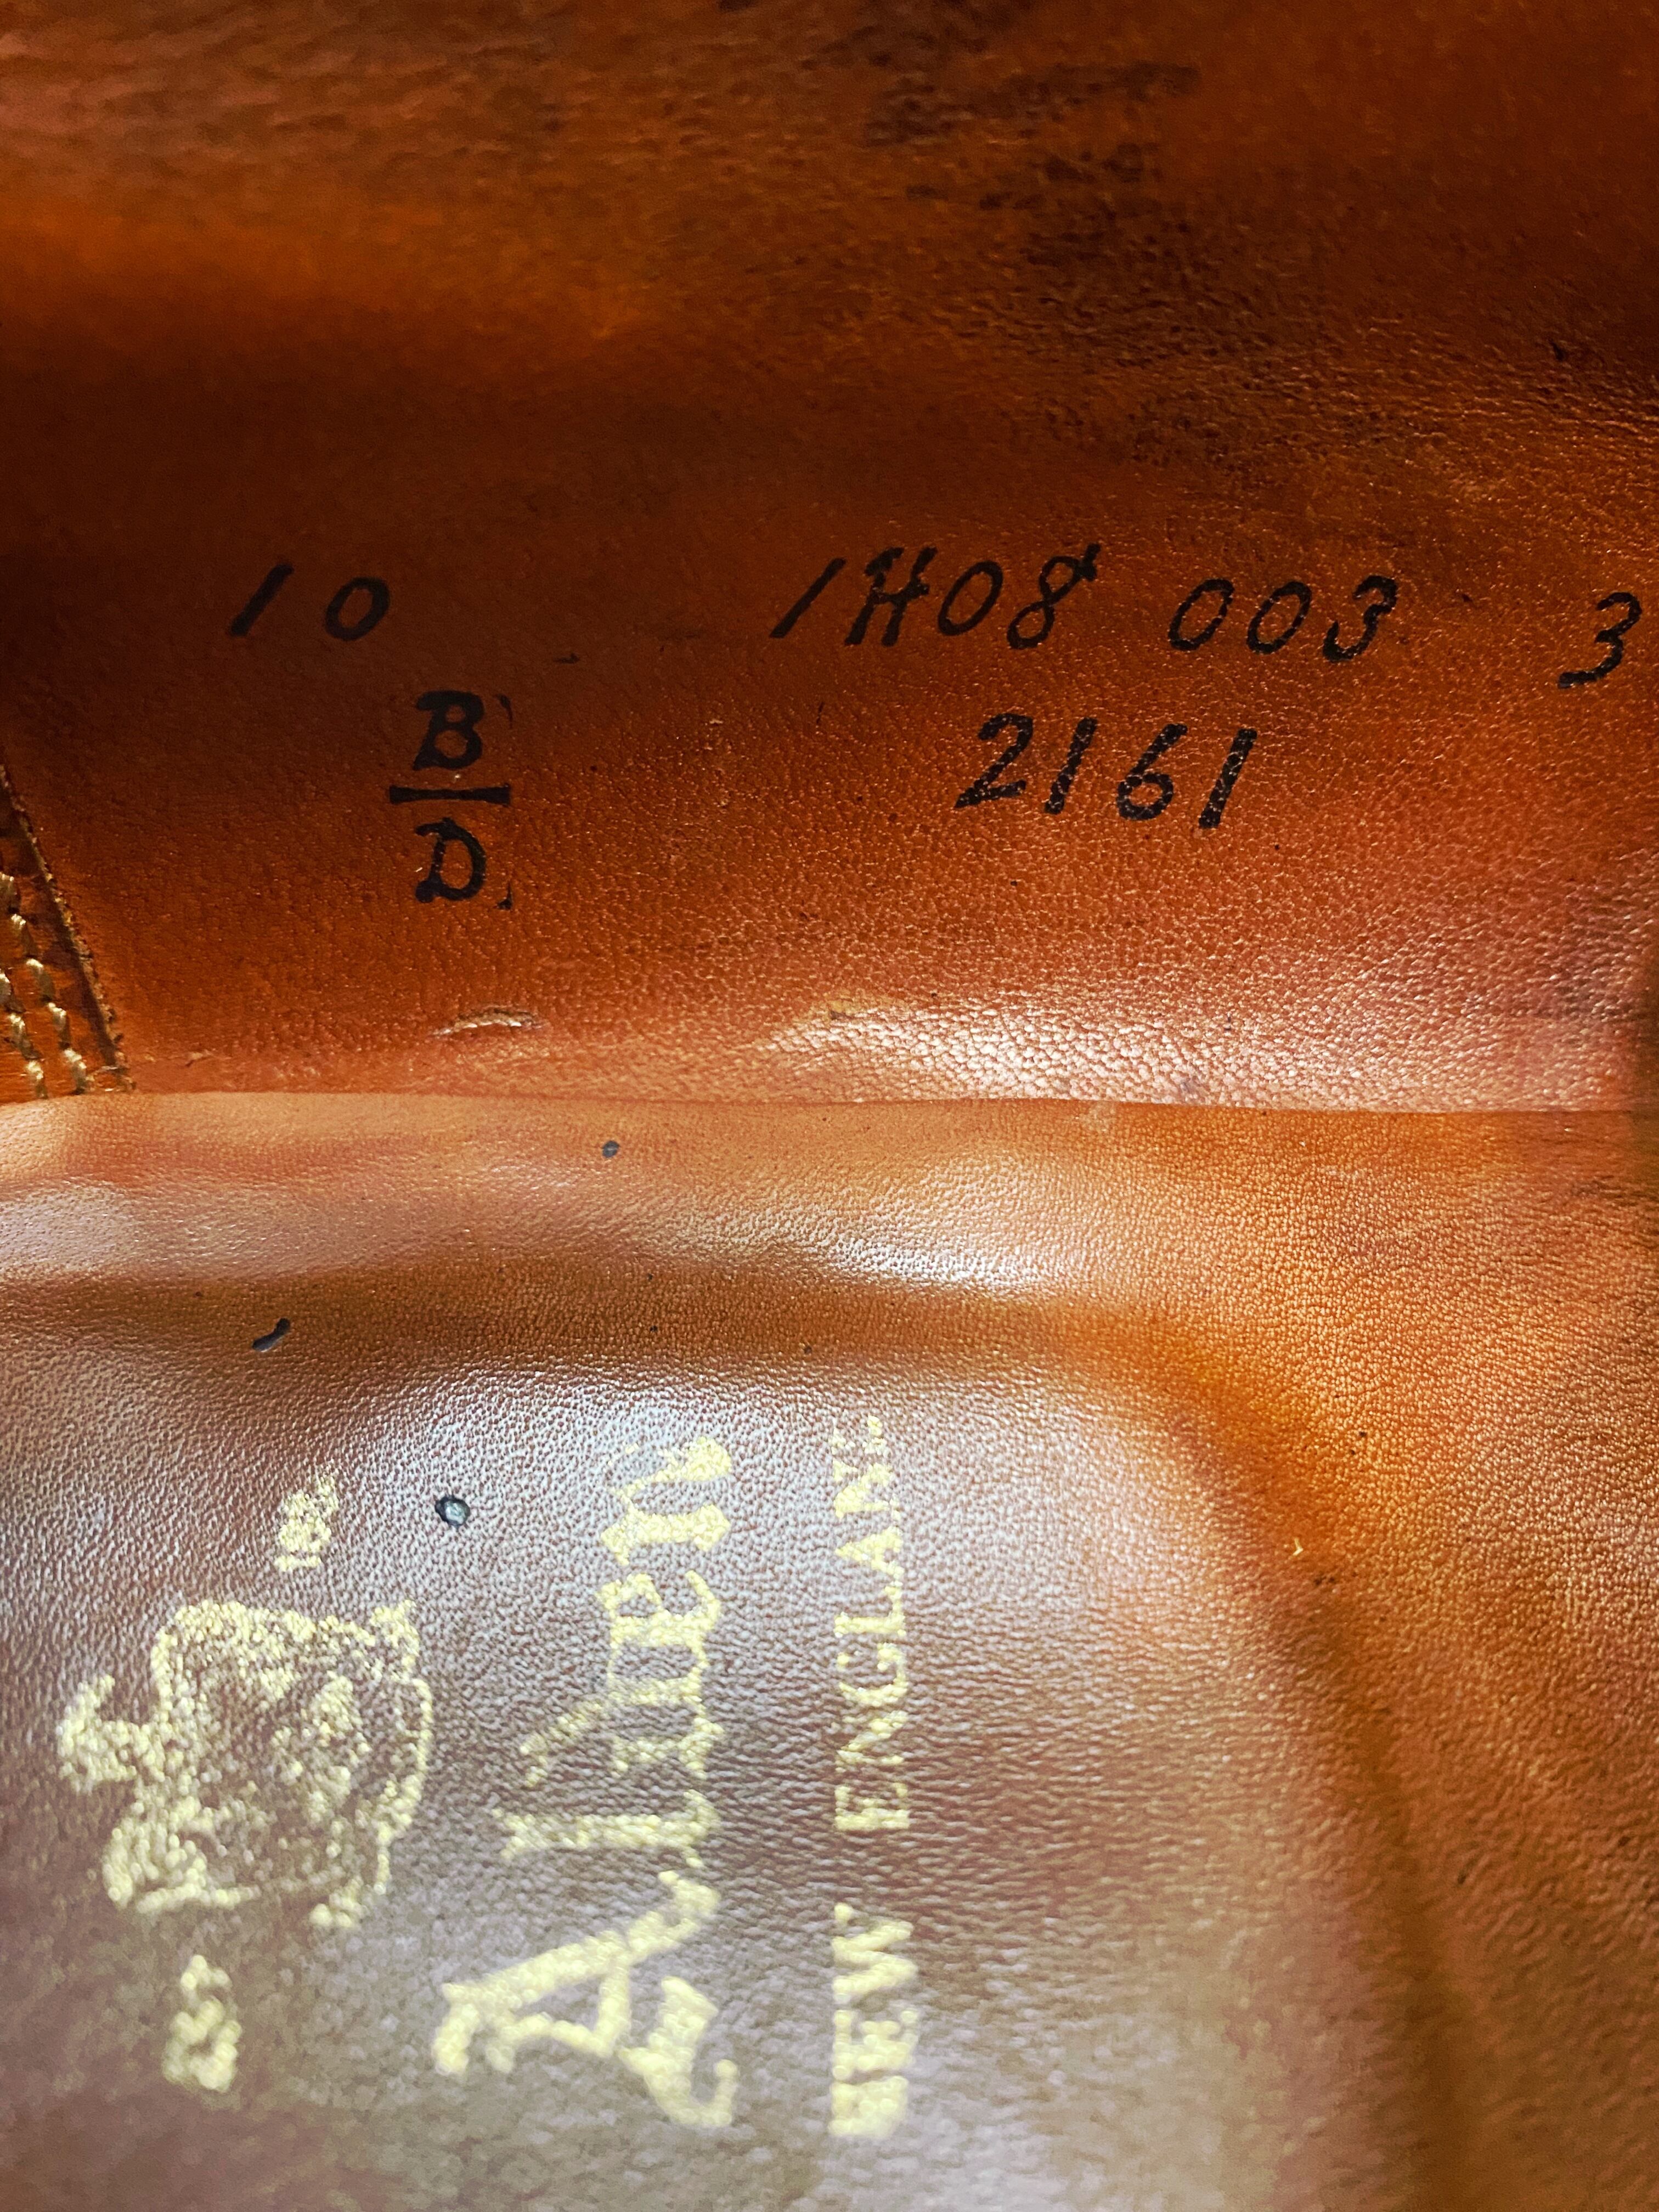 10 1H08 003 3
B 2161
D
Alden
NEW ENGLAND